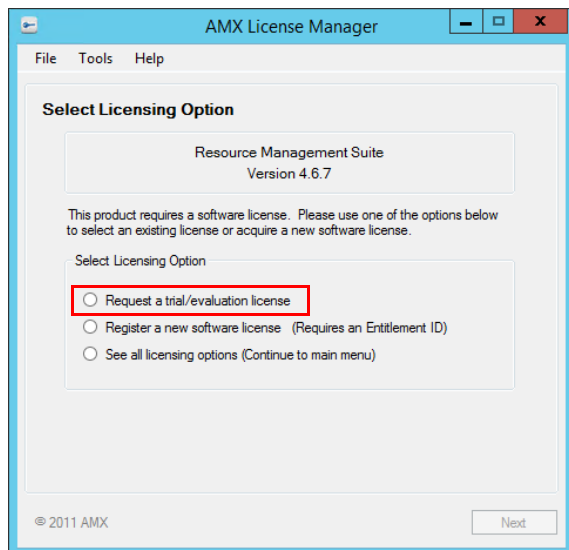 AMX License Manager
File Tools Help
Select Licensing Option
Resource Management Suite
Version 4.6.7
This product requires a software license. Please use one of the options below
to select an existing license or acquire a new software license.
Select Licensing Option
Request a trial/evaluation license
Register a new software license (Requires an Entitlement ID)
See all licensing options (Continue to main menu)
© 2011 AMX
Next